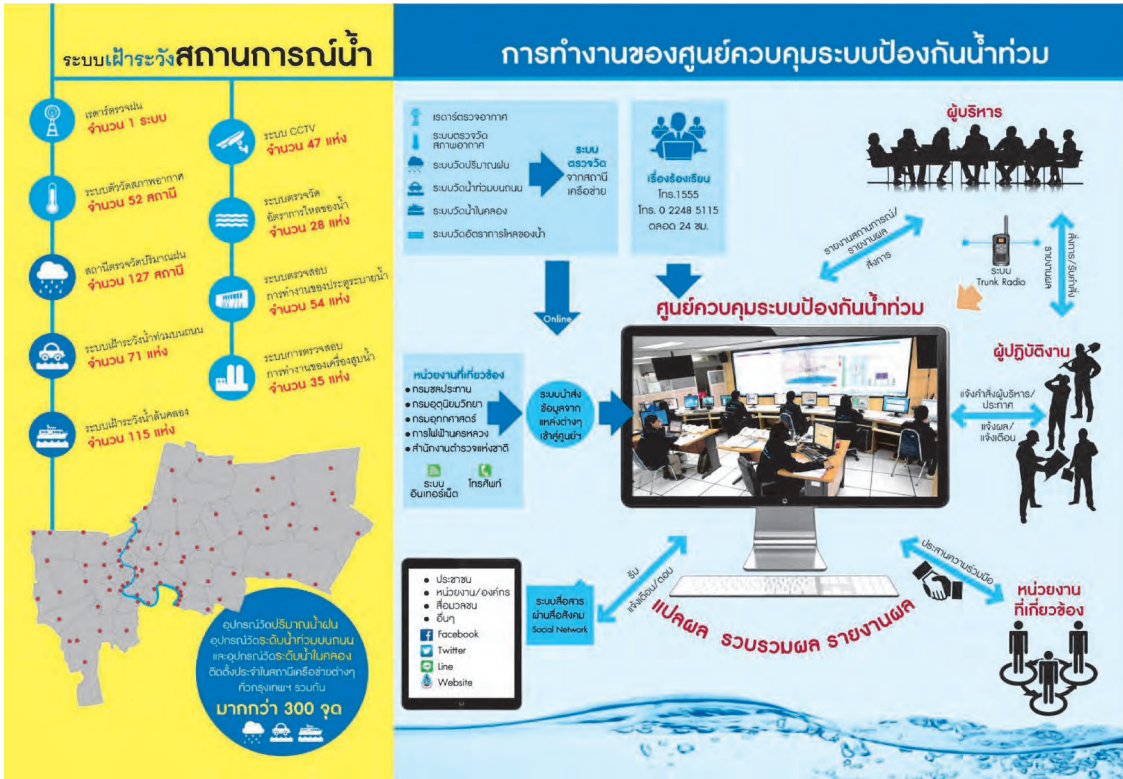 ระบบเฝ้าระวังสถานการณ์น้ำ
เรดาร์ตรวจฝน
จำนวน 1 ระบบ
ระบบตัววัดสภาพอากาศ
จำนวน 52 สถานี
สถานีตรวจวัดปริมาณฝน
จำนวน 127 สถานี
ระบบเฝ้าระวังน้ำท่วมบนถนน
จำนวน 71 แห่ง
ระบบเฝ้าระวังน้ำล้นคลอง
จำนวน 115 แห่ง
ระบบ CCTV
จำนวน 47 แห่ง
ระบบตรวจวัด
อัตราการไหลของน้ำ
จำนวน 28 แห่ง
ระบบตรวจสอบ
การทำงานของประตูระบายน้ำ
จำนวน 54 แห่ง
ระบบการตรวจสอบ
การทำงานของเครื่องสูบน้ำ
จำนวน 35 แห่ง
อุปกรณ์วัดปริมาณน้ำฝน
อุปกรณ์วัดระดับน้ำท่วมบนถนน
และอุปกรณ์วัดระดับน้ำในคลอง
ติดตั้งประจำในสถานีเครือข่ายต่างๆ
ทั่วกรุงเทพฯ รวมกัน
มากกว่า 300 จุด
การทำงานของศูนย์ควบคุมระบบป้องกันน้ำท่วม
เรดาร์ตรวจอากาศ
ระบบตรวจวัด
สภาพอากาศ
ระบบวัดปริมาณฝน
ระบบวัดน้ำท่วมบนถนน
ระบบวัดน้ำในคลอง
ระบบวัดอัตราการไหลของน้ำ
ระบบ
ตรวจวัด
จากสถานี
เครือข่าย
เรื่องร้องเรียน
โทร.1555
โทร. 0 2248 5115
ตลอด 24 ชม.
Online
ผู้บริหาร
รายงานสถานการณ์/
รายงานผล
สั่งการ
ระบบ
Trunk Radio
สั่งการ/รับคำสั่ง
รายงานผล
ศูนย์ควบคุมระบบป้องกันน้ำท่วม
หน่วยงานที่เกี่ยวข้อง
• กรมชลประทาน
• กรมอุตุนิยมวิทยา
• กรมอุทกศาสตร์
• การไฟฟ้านครหลวง
• สำนักงานตำรวจแห่งชาติ
ระบบ
อินเทอร์เน็ต
โทรศัพท์
ระบบนำส่ง
ข้อมูลจาก
แหล่งต่างๆ
เข้าสู่ศูนย์ฯ
ผู้ปฏิบัติงาน
แจ้งคำสั่งผู้บริหาร/
ประกาศ
แจ้งผล/
แจ้งเตือน
• ประชาชน
• หน่วยงาน/องค์กร
• สื่อมวลชน
• อื่นๆ
Facebook
Twitter
Line
Website
ระบบสื่อสาร
ผ่านสื่อสังคม
Social Network
รับ
แจ้งเตือน/ตอบ
แปลผล รวบรวมผล รายงานผล
ประสานความร่วมมือ
หน่วยงาน
ที่เกี่ยวข้อง